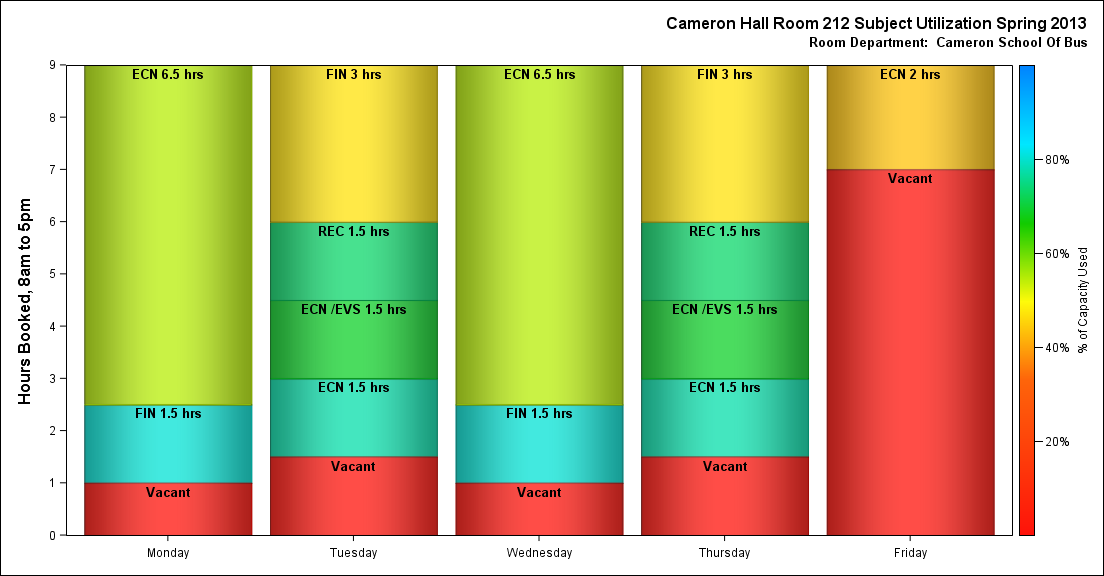 Cameron Hall Room 212 Subject Utilization Spring 2013
Room Department:  Cameron School Of Bus
Hours Booked, 8am to 5pm
9
8
7
6
5
4
3
2
1
0
ECN 6.5 hrs
FIN 1.5 hrs
Vacant
FIN 3 hrs
REC 1.5 hrs
ECN /EVS 1.5 hrs
ECN 1.5 hrs
Vacant
ECN 6.5 hrs
FIN 1.5 hrs
Vacant
FIN 3 hrs
REC 1.5 hrs
ECN /EVS 1.5 hrs
ECN 1.5 hrs
Vacant
ECN 2 hrs
Vacant
Monday
Tuesday
Wednesday
Thursday
Friday
80%
60%
40%
20%
% of Capacity Used